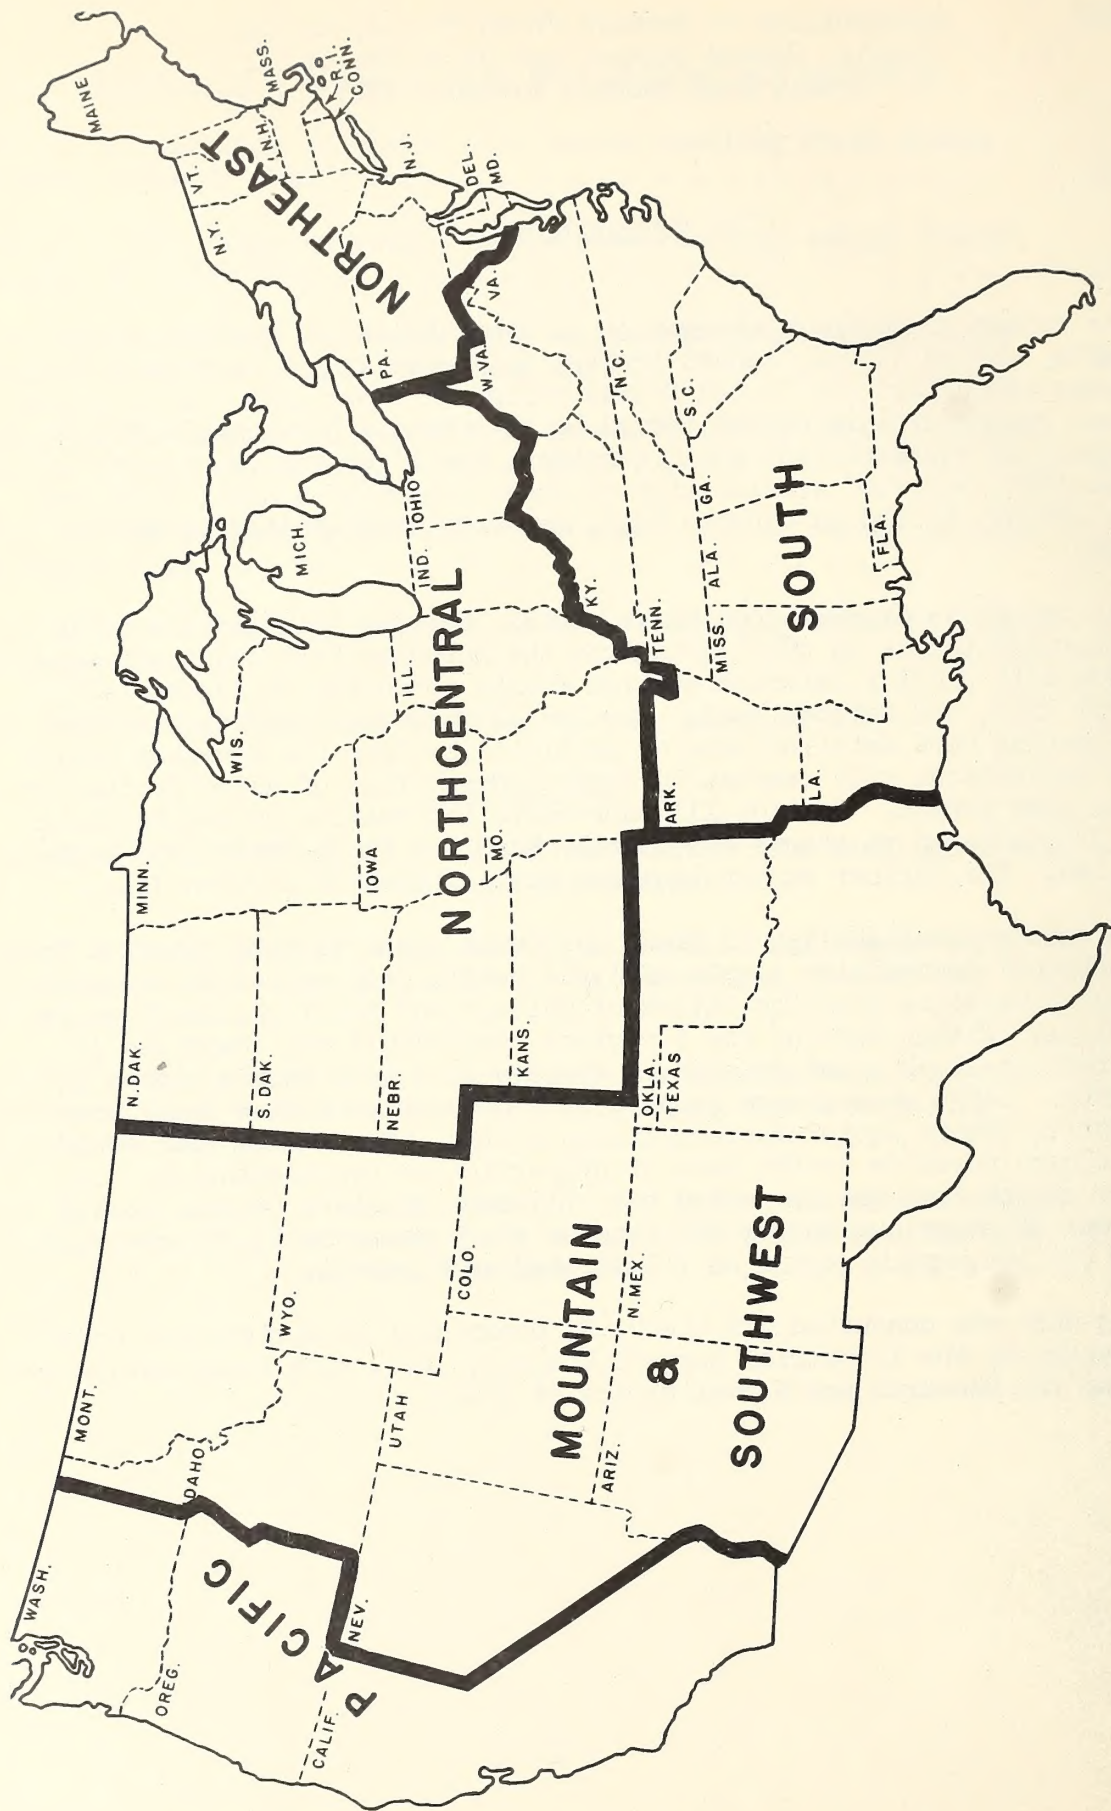 WASH.
OREG.
CALIF.
PACIFIC
NEV.
IDAHO
MONT.
WYO.
UTAH
COLO.
ARIZ.
N.MEX.
MOUNTAIN
&
SOUTHWEST
N.DAK.
S.DAK.
NEBR.
KANS.
OKLA.
TEXAS
MINN.
IOWA
MO.
WIS.
ILL.
MICH.
IND.
OHIO
NORTHCENTRAL
ARK.
LA.
KY.
TENN.
MISS.
ALA.
GA.
FLA.
S.C.
N.C.
VA.
W.VA.
SOUTH
PA.
N.Y.
VT.
N.H.
MAINE
MASS.
R.I.
CONN.
N.J.
DEL.
MD.
NORTHEAST